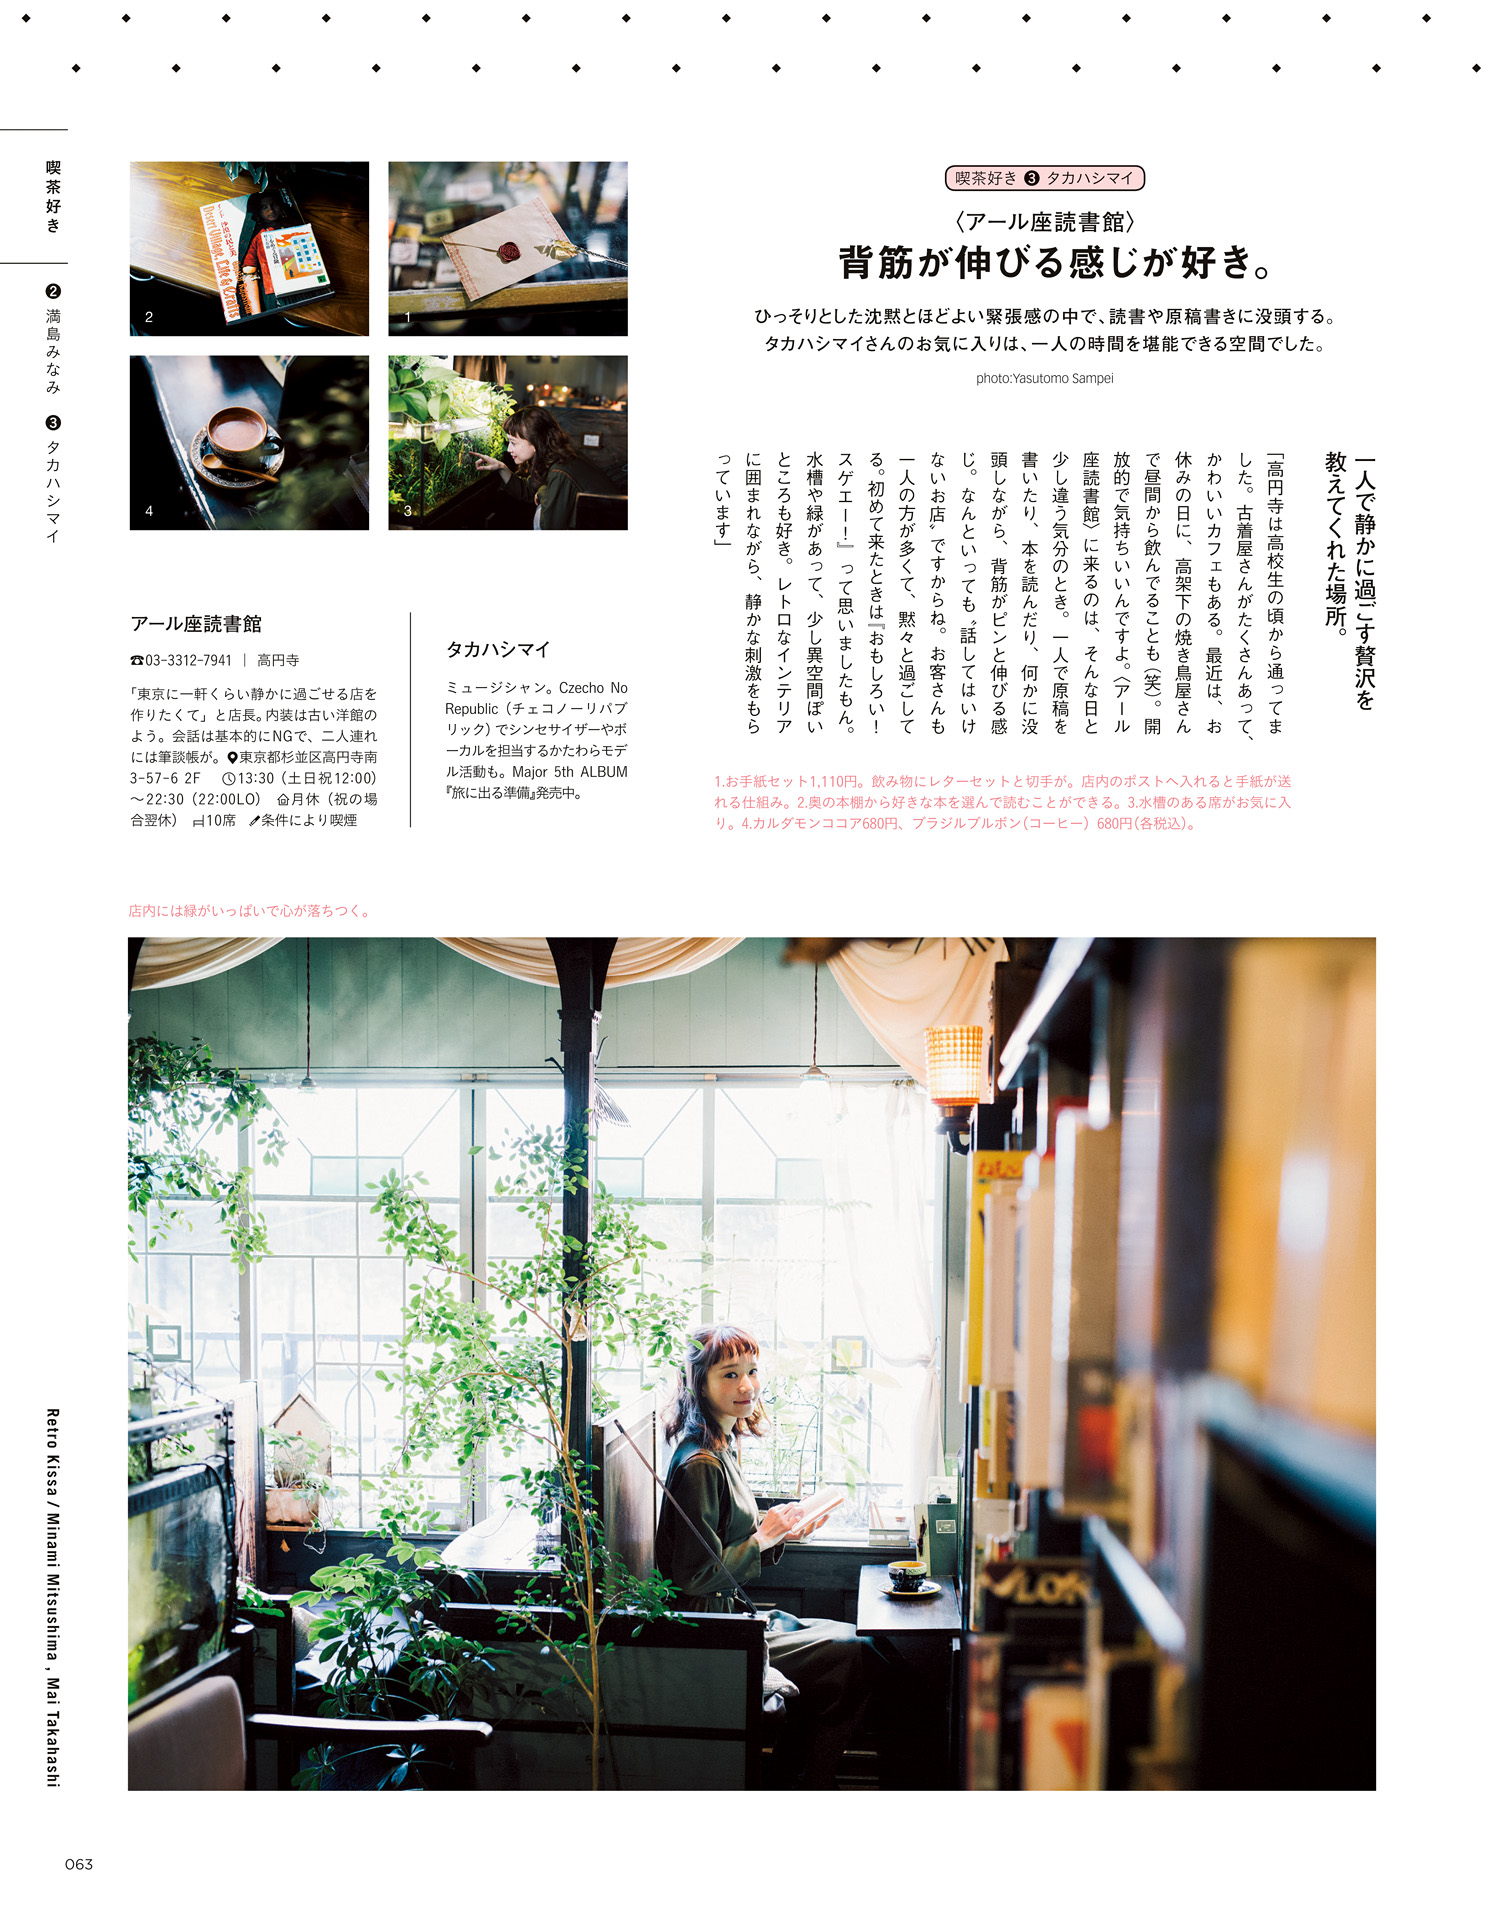 喫茶好き
❷ 満島みなみ ❸ タカハシマイ
喫茶好き ❸ タカハシマイ
〈アール座読書館〉
背筋が伸びる感じが好き。
ひっそりとした沈黙とほどよい緊張感の中で、読書や原稿書きに没頭する。
タカハシマイさんのお気に入りは、一人の時間を堪能できる空間でした。
photo:Yasutomo Sampei
一人で静かに過ごす贅沢を
教えてくれた場所。
「高円寺は高校生の頃から通ってま
した。古着屋さんがたくさんあって、
かわいいカフェもある。最近は、お
休みの日に、高架下の焼き鳥屋さん
で昼間から飲んでることも(笑)。開
放的で気持ちいいんですよ。〈アール
座読書館〉に来るのは、そんな日と
少し違う気分のとき。一人で原稿を
書いたり、本を読んだり、何かに没
頭しながら、背筋がピンと伸びる感
じ。なんといっても〝話してはいけ
ないお店〟ですからね。お客さんも
一人の方が多くて、黙々と過ごして
る。初めて来たときは『おもしろい!
スゲエー!』って思いましたもん。
水槽や緑があって、少し異空間ぽい
ところも好き。レトロなインテリア
に囲まれながら、静かな刺激をもら
っています」
1.お手紙セット1,110円。飲み物にレターセットと切手が。店内のポストへ入れると手紙が送
れる仕組み。2.奥の本棚から好きな本を選んで読むことができる。3.水槽のある席がお気に入
り。4.カルダモンココア680円、ブラジルブルボン(コーヒー)680円(各税込)。
2
1
4
3
Desert Village, Life & Crafts
アール座読書館
☎03-3312-7941 | 高円寺
「東京に一軒くらい静かに過ごせる店を
作りたくて」と店長。内装は古い洋館の
よう。会話は基本的にNGで、二人連れ
には筆談帳が。東京都杉並区高円寺南
3-57-6 2F 13:30(土日祝12:00)
〜22:30(22:00LO) 月休(祝の場
合翌休) 10席 条件により喫煙
タカハシマイ
ミュージシャン。Czecho No
Republic(チェコノーリパブ
リック)でシンセサイザーやボ
ーカルを担当するかたわらモデ
ル活動も。Major 5th ALBUM
『旅に出る準備』発売中。
店内には緑がいっぱいで心が落ちつく。
Retro Kissa / Minami Mitsushima , Mai Takahashi
063